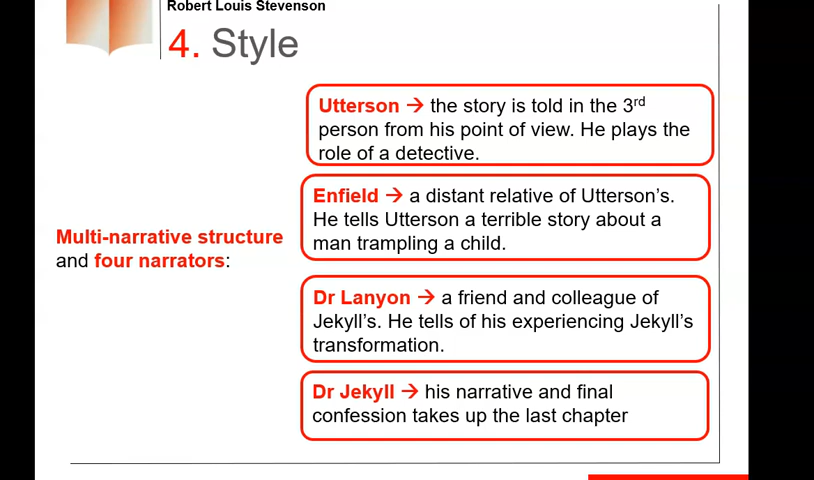 Robert Louis Stevenson
4. Style
Utterson → the story is told in the 3rd
person from his point of view. He plays the
role of a detective.
Enfield → a distant relative of Utterson's.
He tells Utterson a terrible story about a
man trampling a child.
Multi-narrative structure
and four narrators:
Dr Lanyon → a friend and colleague of
Jekyll's. He tells of his experiencing Jekyll's
transformation.
Dr Jekyll → his narrative and final
confession takes up the last chapter